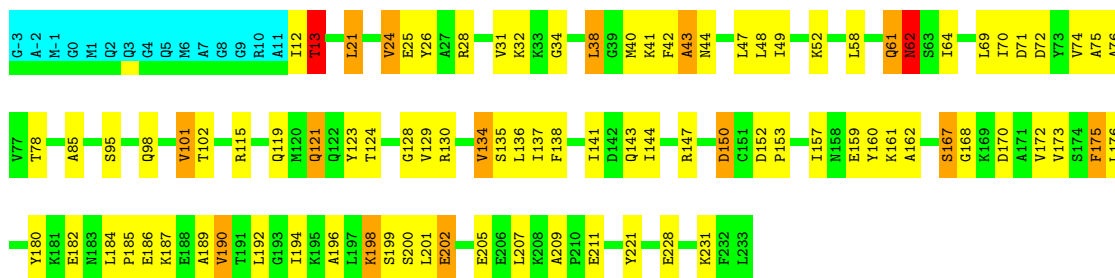 G-3 A-2 M-1 G0 M1 Q2 Q3 G4 Q5 M6 A7 G8 G9 R10 A11 I12 T13 L21 V24 E25 Y26 A27 R28 V31 K32 K33 G34 L38 G39 M40 K41 F42 A43 N44 L47 L48 I49 K52 L58 Q61 N62 S63 I64 L69 I70 D71 D72 Y73 V74 A75 A76
V77 T78 A85 S95 Q98 V101 T102 R115 Q119 M120 Q121 Q122 Y123 T124 G128 V129 R130 V134 S135 L136 I137 F138 I141 D142 Q143 I144 R147 D150 C151 D152 P153 I157 N158 E159 Y160 K161 A162 S167 G168 K169 D170 A171 V172 V173 S174 F175
Y180 K181 E182 N183 L184 P185 E186 K187 E188 A189 V190 T191 L192 G193 I194 K195 A196 L197 K198 S199 S200 L201 E202 E205 E206 L207 K208 A209 P210 E211 Y221 E228 K231 F232 L233